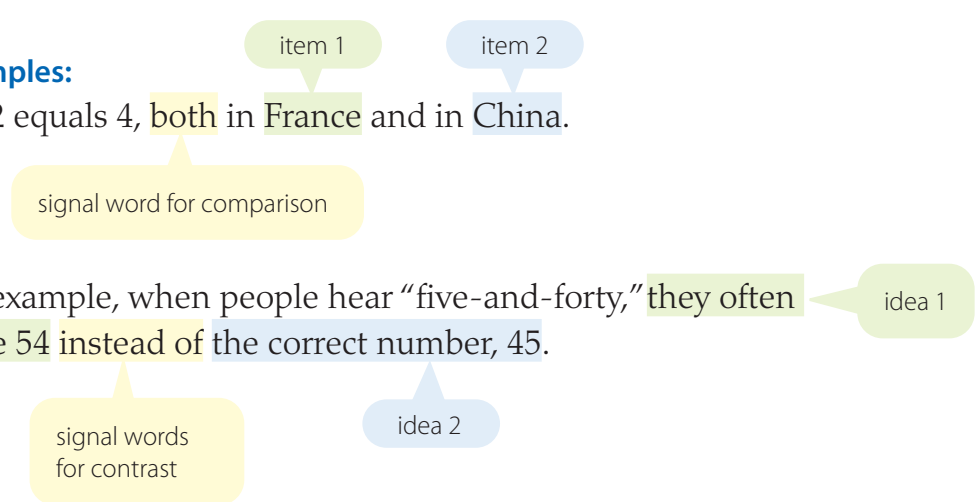 item 1
item 2
mples:
2 equals 4, both in France and in China.
signal word for comparison
example, when people hear “five-and-forty,” they often
idea 1
e 54 instead of the correct number, 45.
idea 2
signal words
for contrast